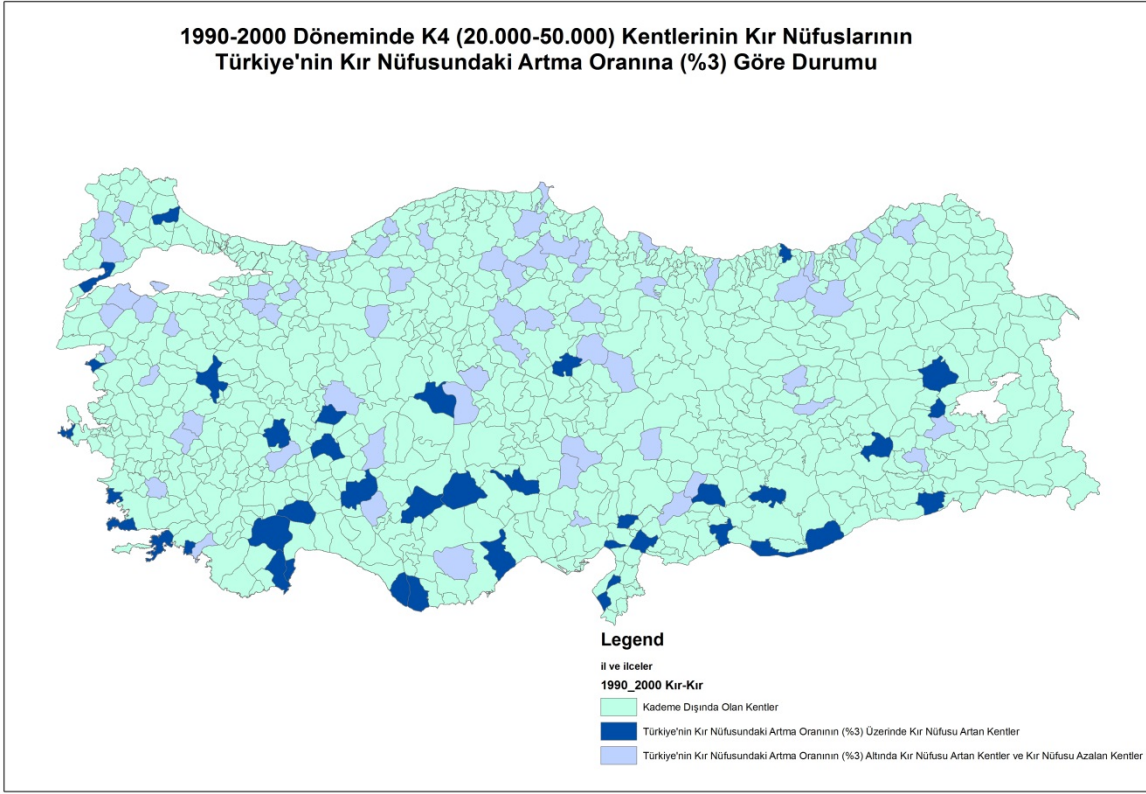 1990-2000 Döneminde K4 (20.000-50.000) Kentlerinin Kır Nüfuslarının
Türkiye'nin Kır Nüfusundaki Artma Oranına (%3) Göre Durumu
Legend
il ve ilceler
1990_2000 Kır-Kır
Kademe Dışında Olan Kentler
Türkiye'nin Kır Nüfusundaki Artma Oranının (%3) Üzerinde Kır Nüfusu Artan Kentler
Türkiye'nin Kır Nüfusundaki Artma Oranının (%3) Altında Kır Nüfusu Artan Kentler ve Kır Nüfusu Azalan Kentler